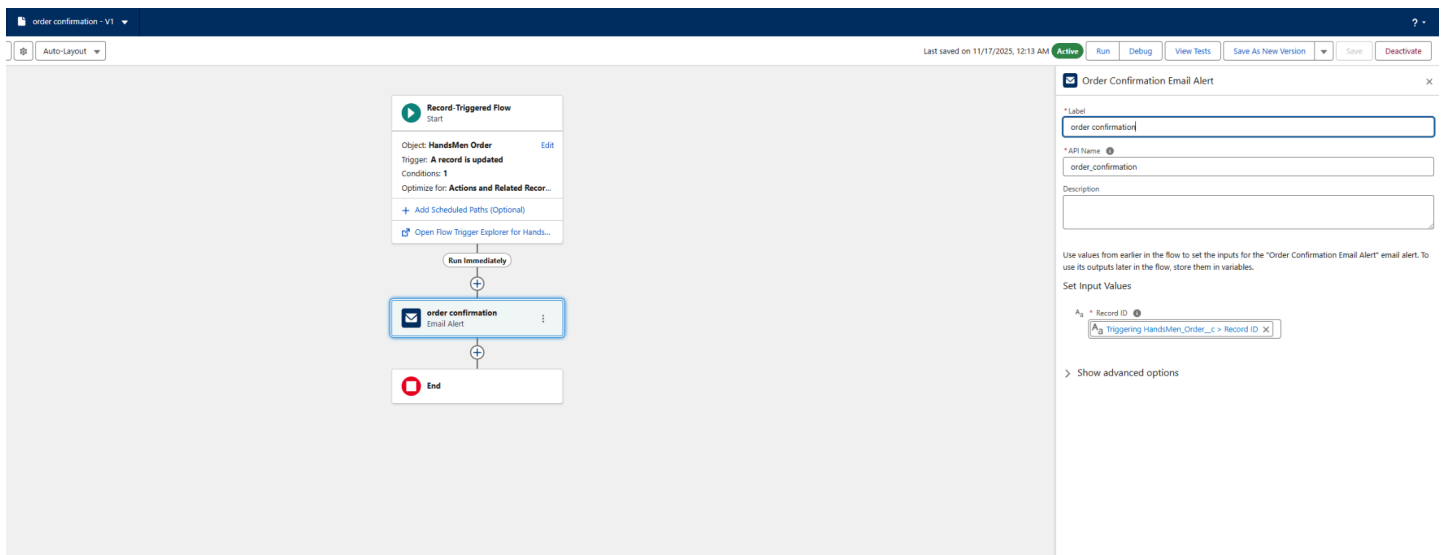 order confirmation - V1
?
Auto-Layout
Last saved on 11/17/2025, 12:13 AM
Active
Run
Debug
View Tests
Save As New Version
Save
Deactivate
Record-Triggered Flow
Start
Object: HandsMen Order
Edit
Trigger: A record is updated
Conditions: 1
Optimize for: Actions and Related Recor...
+ Add Scheduled Paths (Optional)
Open Flow Trigger Explorer for Hands...
Run Immediately
order confirmation
Email Alert
End
Order Confirmation Email Alert
* Label
order confirmation
* API Name
order_confirmation
Description
Use values from earlier in the flow to set the inputs for the "Order Confirmation Email Alert" email alert. To
use its outputs later in the flow, store them in variables.
Set Input Values
Aa * Record ID
Aa Triggering HandsMen_Order__c > Record ID
Show advanced options